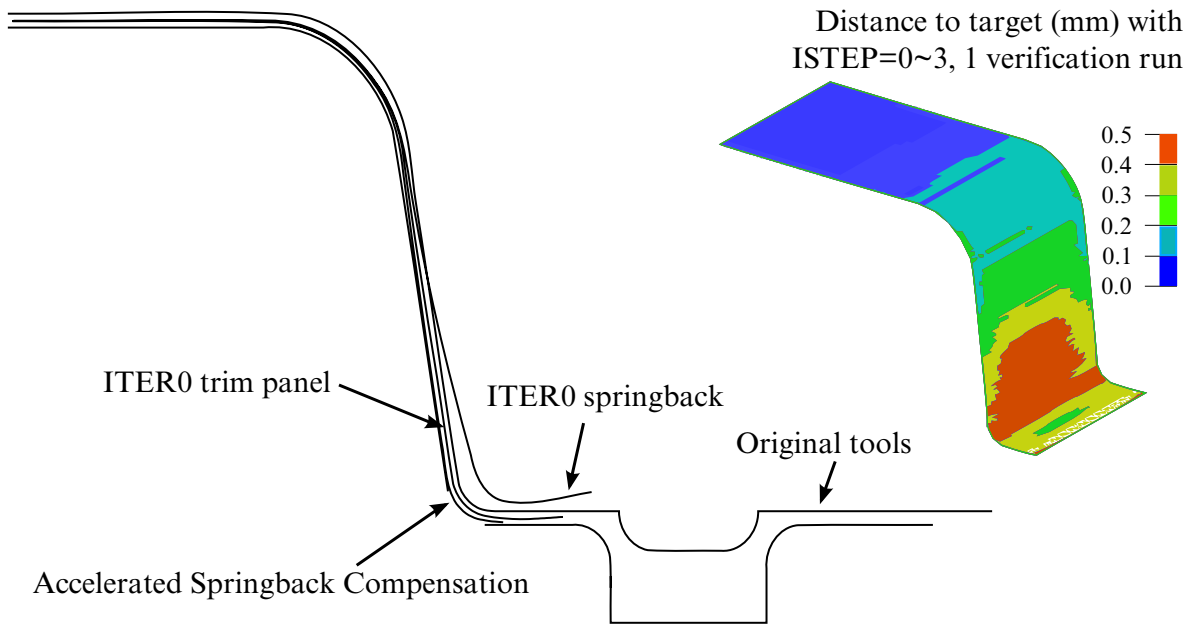 Distance to target (mm) with
ISTEP=0~3, 1 verification run
0.5
0.4
0.3
0.2
0.1
0.0
ITER0 trim panel
ITER0 springback
Original tools
Accelerated Springback Compensation